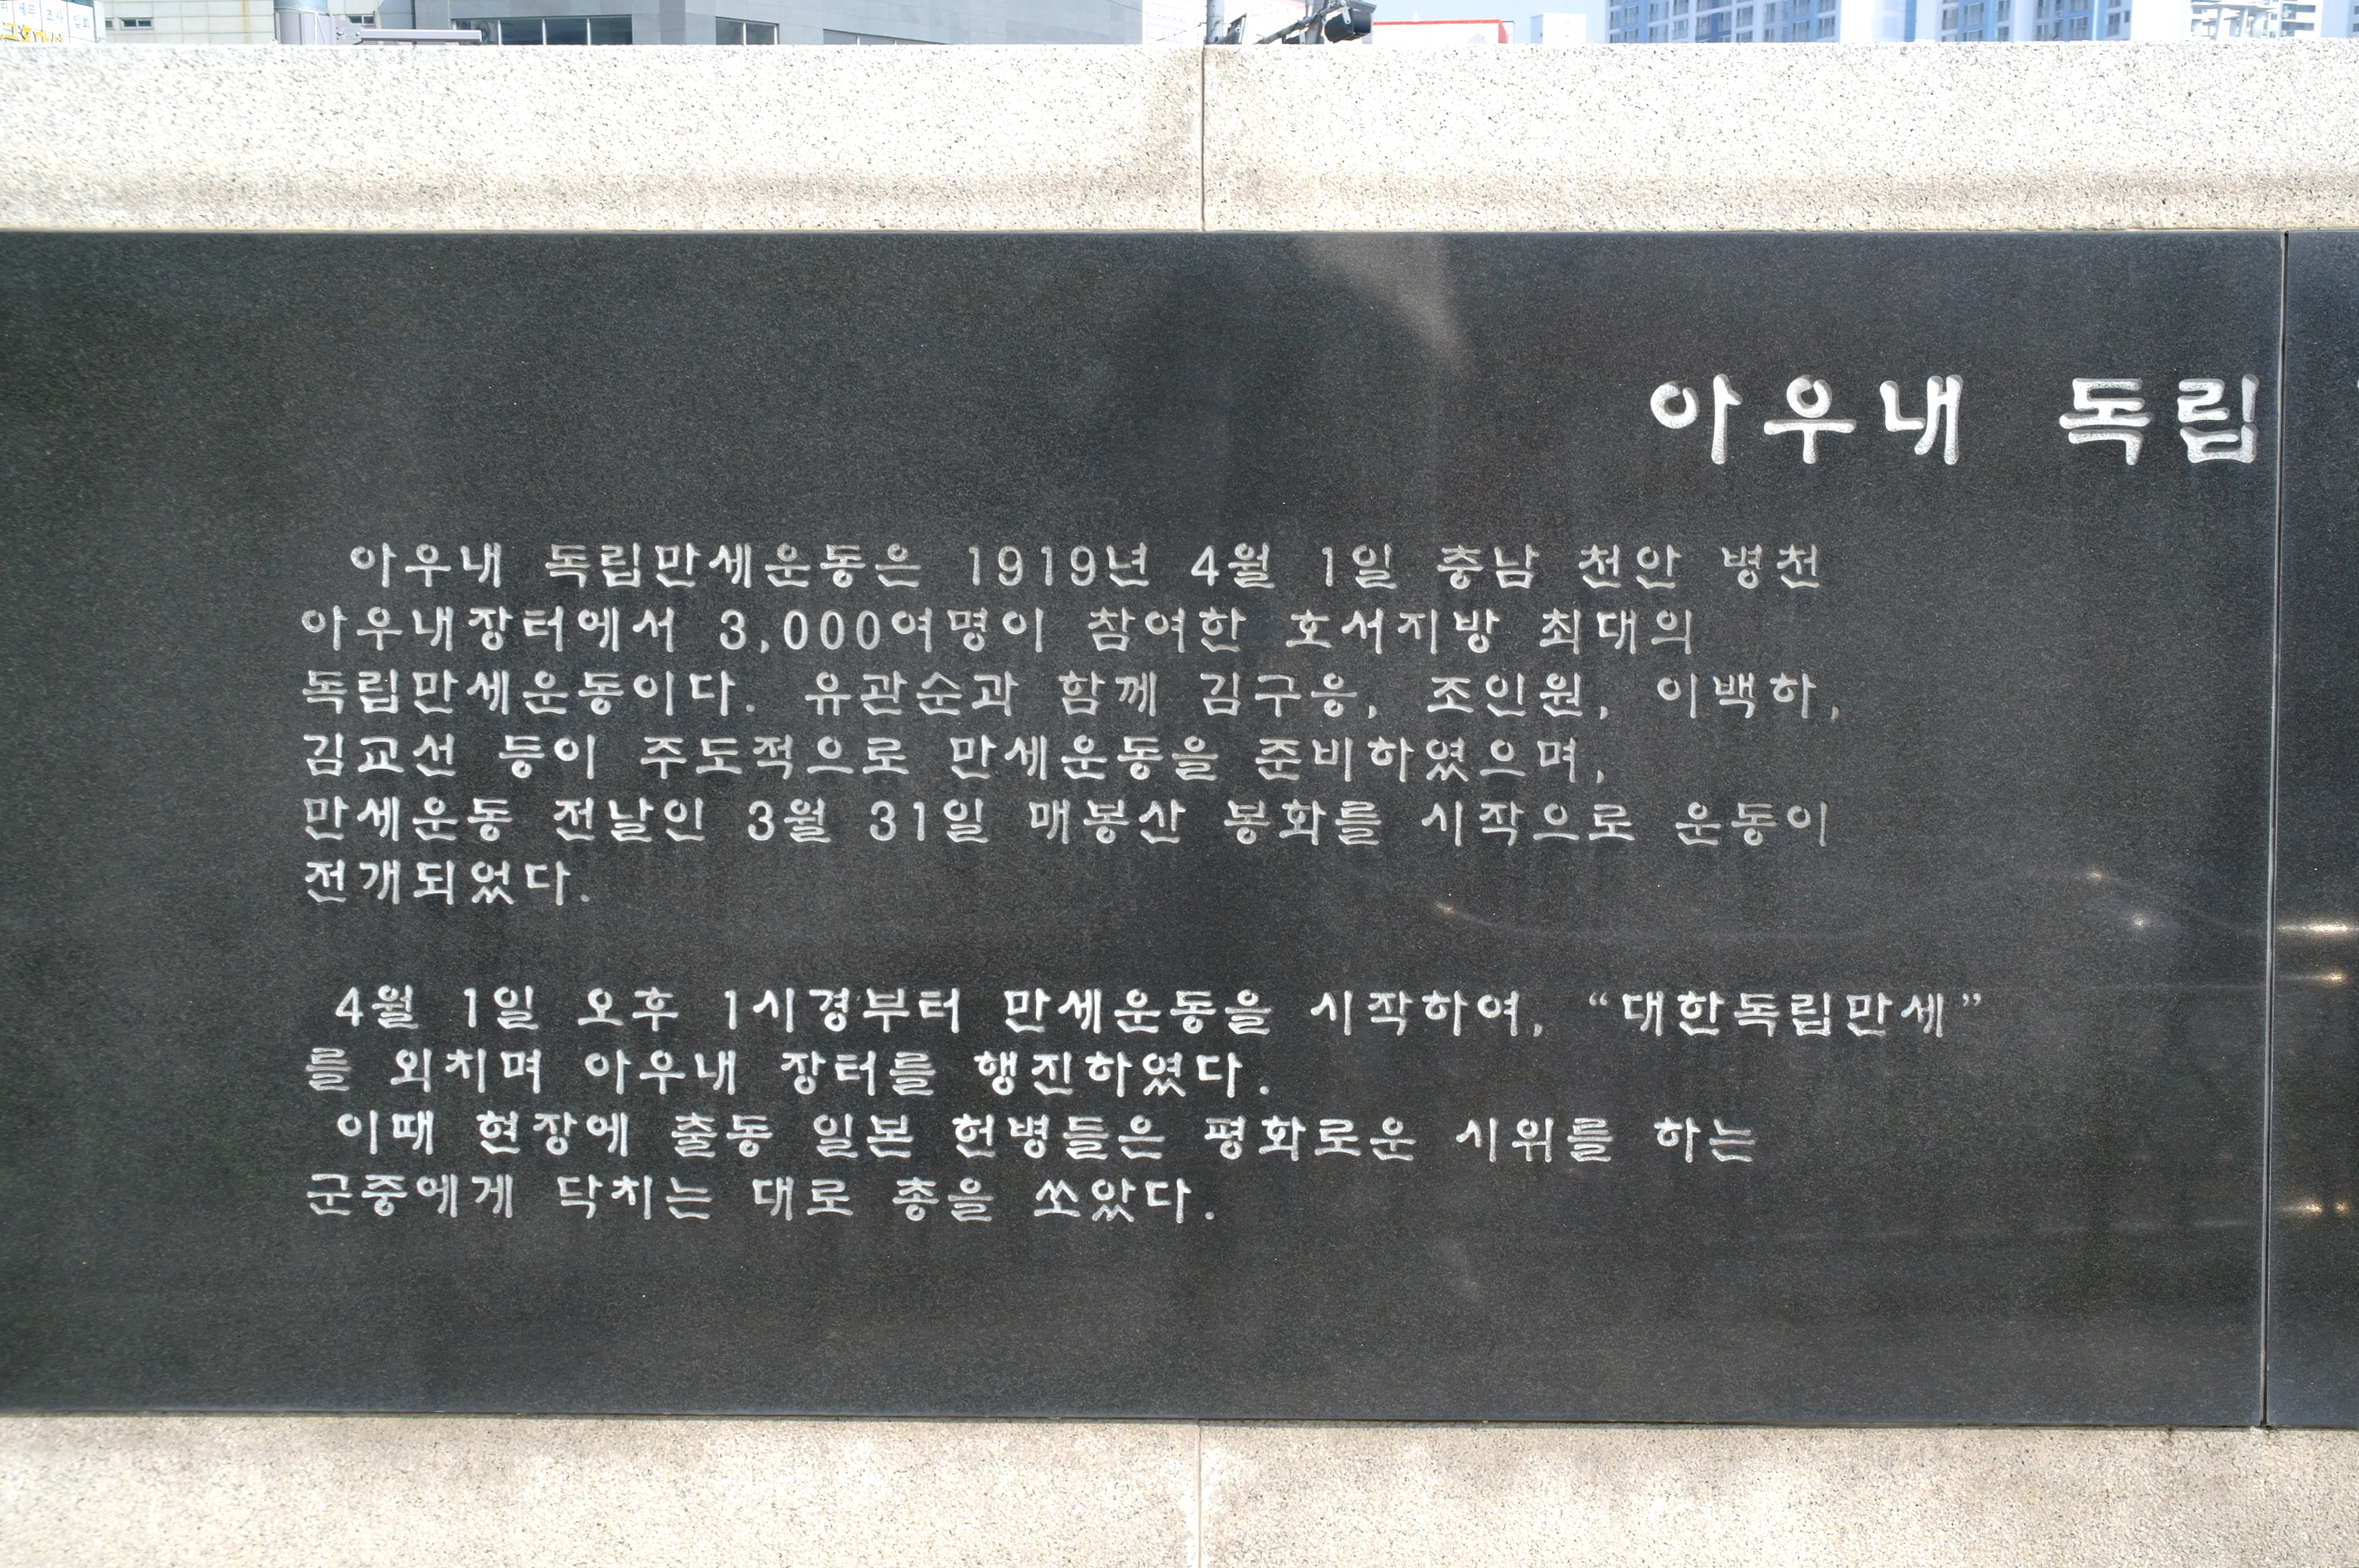 아우내 독립
아우내 독립만세운동은 1919년 4월 1일 충남 천안 병천
아우내장터에서 3,000여명이 참여한 호서지방 최대의
독립만세운동이다. 유관순과 함께 김구응, 조인원, 이백하,
김교선 등이 주도적으로 만세운동을 준비하였으며,
만세운동 전날인 3월 31일 매봉산 봉화를 시작으로 운동이
전개되었다.
4월 1일 오후 1시경부터 만세운동을 시작하여, “대한독립만세”
를 외치며 아우내 장터를 행진하였다.
이때 현장에 출동 일본 헌병들은 평화로운 시위를 하는
군중에게 닥치는 대로 총을 쏘았다.